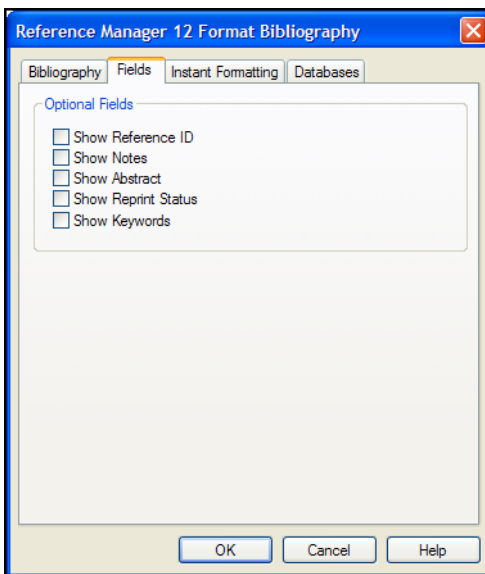 Reference Manager 12 Format Bibliography
Bibliography Fields Instant Formatting Databases
Optional Fields
Show Reference ID
Show Notes
Show Abstract
Show Reprint Status
Show Keywords
OK Cancel Help